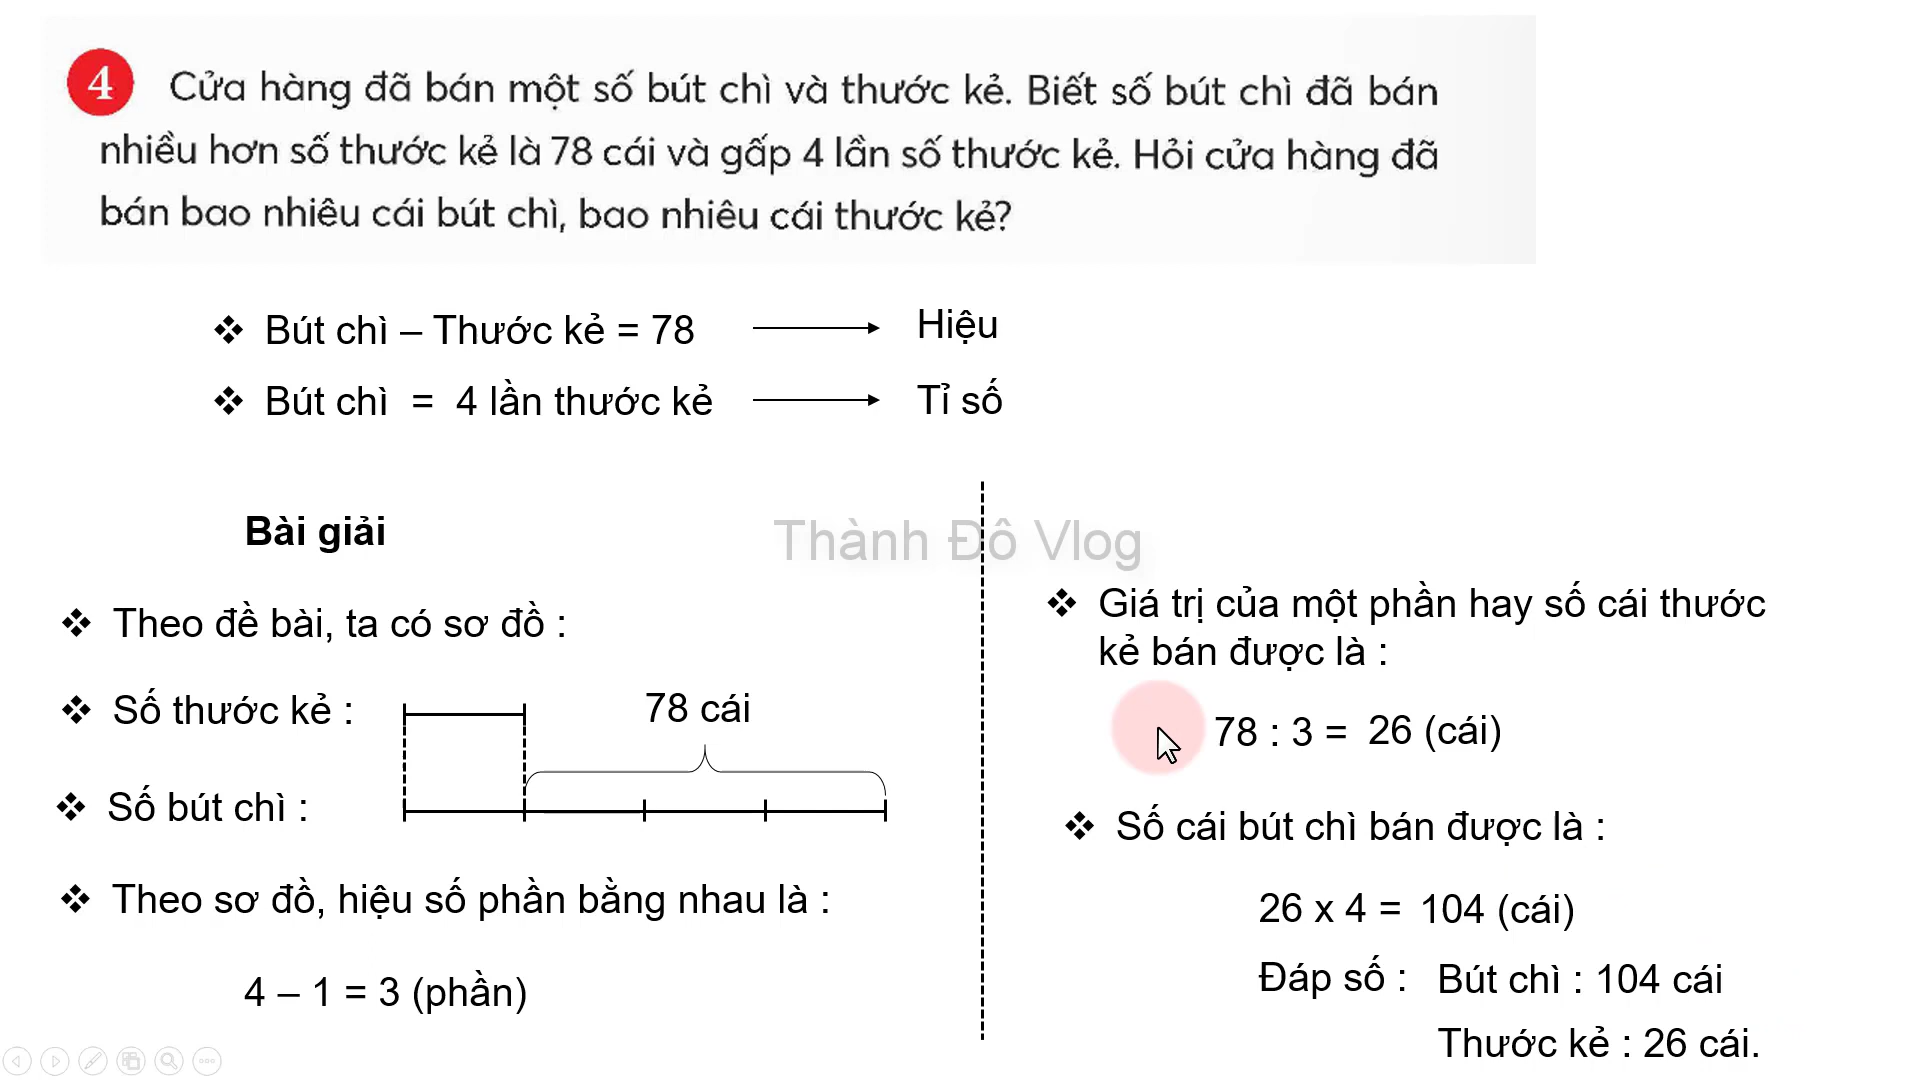 4 Cửa hàng đã bán một số bút chì và thước kẻ. Biết số bút chì đã bán
nhiều hơn số thước kẻ là 78 cái và gấp 4 lần số thước kẻ. Hỏi cửa hàng đã
bán bao nhiêu cái bút chì, bao nhiêu cái thước kẻ?
❖ Bút chì – Thước kẻ = 78 → Hiệu
❖ Bút chì = 4 lần thước kẻ → Tỉ số
Bài giải
Thành Đô Vlog
❖ Theo đề bài, ta có sơ đồ :
❖ Số thước kẻ :
78 cái
❖ Số bút chì :
❖ Theo sơ đồ, hiệu số phần bằng nhau là :
4 – 1 = 3 (phần)
❖ Giá trị của một phần hay số cái thước
kẻ bán được là :
78 : 3 = 26 (cái)
❖ Số cái bút chì bán được là :
26 x 4 = 104 (cái)
Đáp số : Bút chì : 104 cái
Thước kẻ : 26 cái.